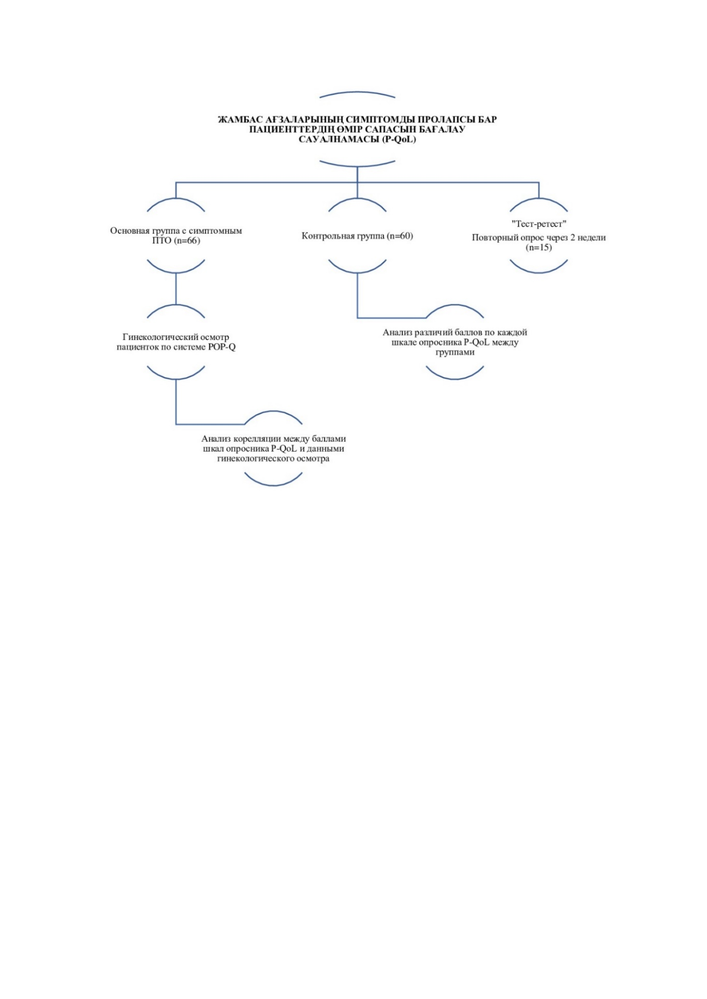 ЖАМБАС АҒЗАЛАРЫНЫҢ СИМПТОМДЫ ПРОЛАПСЫ БАР
ПАЦИЕНТТЕРДІҢ ӨМІР САПАСЫН БАҒАЛАУ
САУАЛНАМАСЫ (P-QoL)
Основная группа с симптомным
ПТО (n=66)
Контрольная группа (n=60)
"Тест-ретест"
Повторный опрос через 2 недели
(n=15)
Гинекологический осмотр
пациенток по системе POP-Q
Анализ различий баллов по каждой
шкале опросника P-QoL между
группами
Анализ корелляции между баллами
шкал опросника P-QoL и данными
гинекологического осмотра